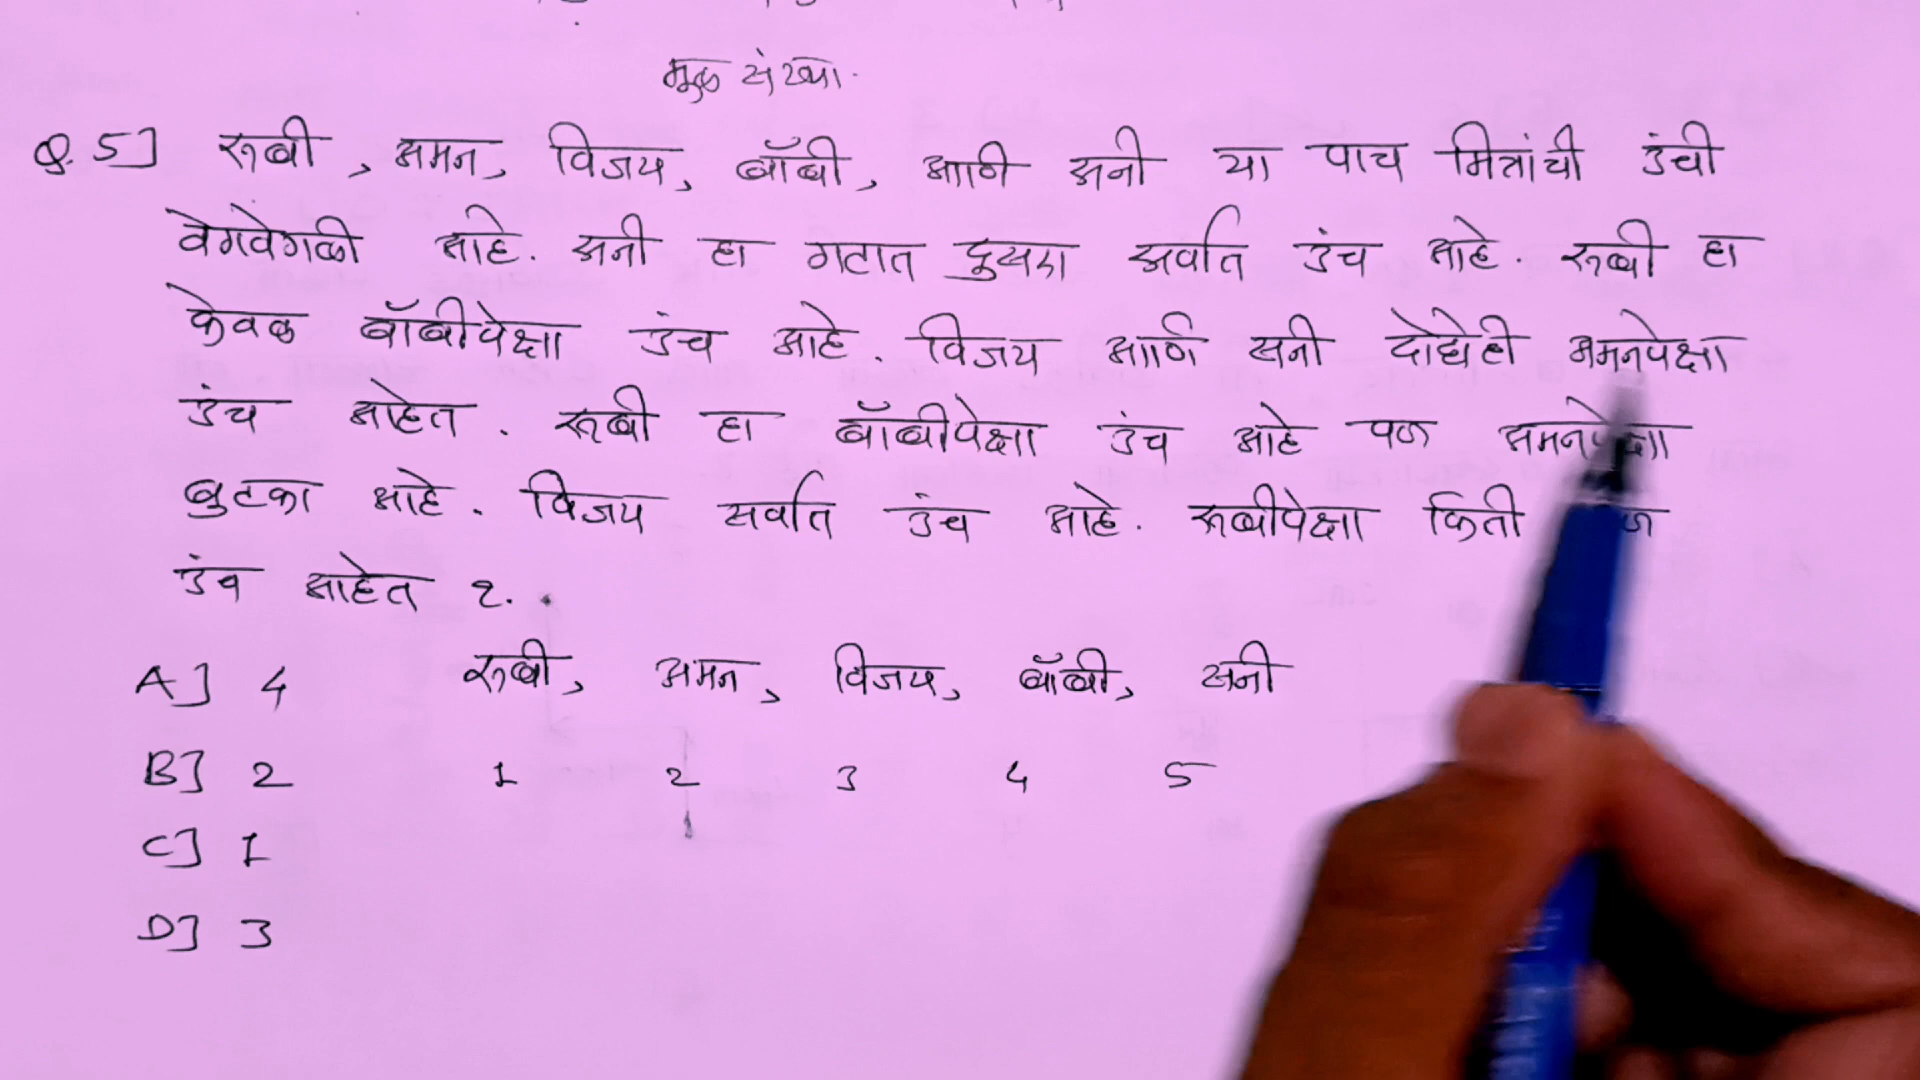 मुळ संख्या.
Q.5] रूबी, अमन, विजय, बॉबी, आणि सनी या पाच मित्रांची उंची
वेगवेगळी आहे. सनी हा गटात दुसरा सर्वात उंच आहे. रूबी हा
केवळ बॉबीपेक्षा उंच आहे. विजय आणि सनी दोघेही अमनपेक्षा
उंच आहेत. रूबी हा बॉबीपेक्षा उंच आहे पण अमनपेक्षा
बुटका आहे. विजय सर्वात उंच आहे. रूबीपेक्षा किती
उंच आहेत ?.
A] 4 रूबी, अमन, विजय, बॉबी, सनी
B] 2 1 2 3 4 5
C] 1
D] 3